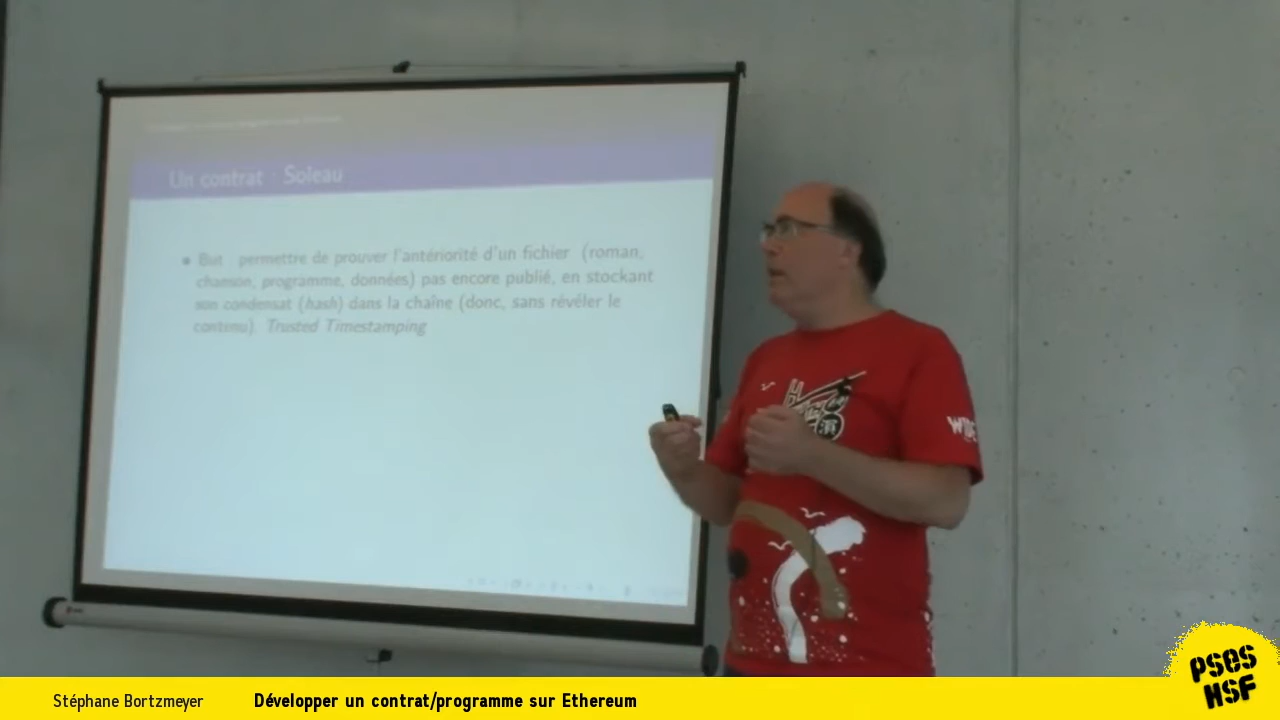 Un contrat : Soleau
• But permettre de prouver l'antériorité d'un fichier (roman,
chanson, programme, données) pas encore publié, en stockant
son condensat (hash) dans la chaîne (donc, sans révéler le
contenu). Trusted Timestamping
PSES
HSF
Stéphane Bortzmeyer
Développer un contrat/programme sur Ethereum